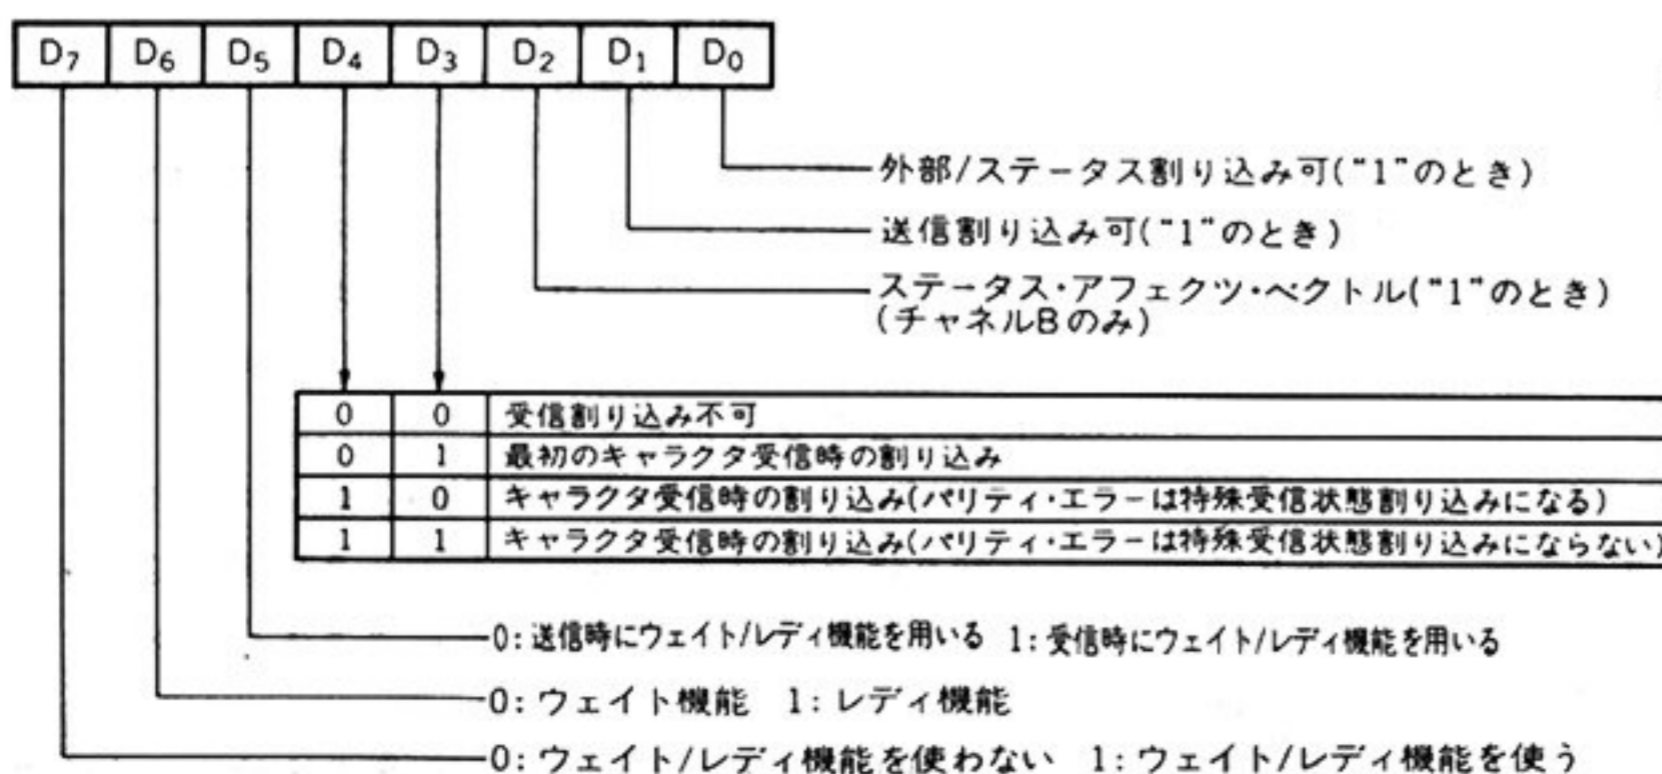 D7 D6 D5 D4 D3 D2 D1 D0
外部/ステータス割り込み可("1"のとき)
送信割り込み可("1"のとき)
ステータス・アフェクツ・ベクトル("1"のとき)
(チャネルBのみ)
0 0 受信割り込み不可
0 1 最初のキャラクタ受信時の割り込み
1 0 キャラクタ受信時の割り込み(パリティ・エラーは特殊受信状態割り込みになる)
1 1 キャラクタ受信時の割り込み(パリティ・エラーは特殊受信状態割り込みにならない)
0: 送信時にウェイト/レディ機能を用いる 1: 受信時にウェイト/レディ機能を用いる
0: ウェイト機能 1: レディ機能
0: ウェイト/レディ機能を使わない 1: ウェイト/レディ機能を使う